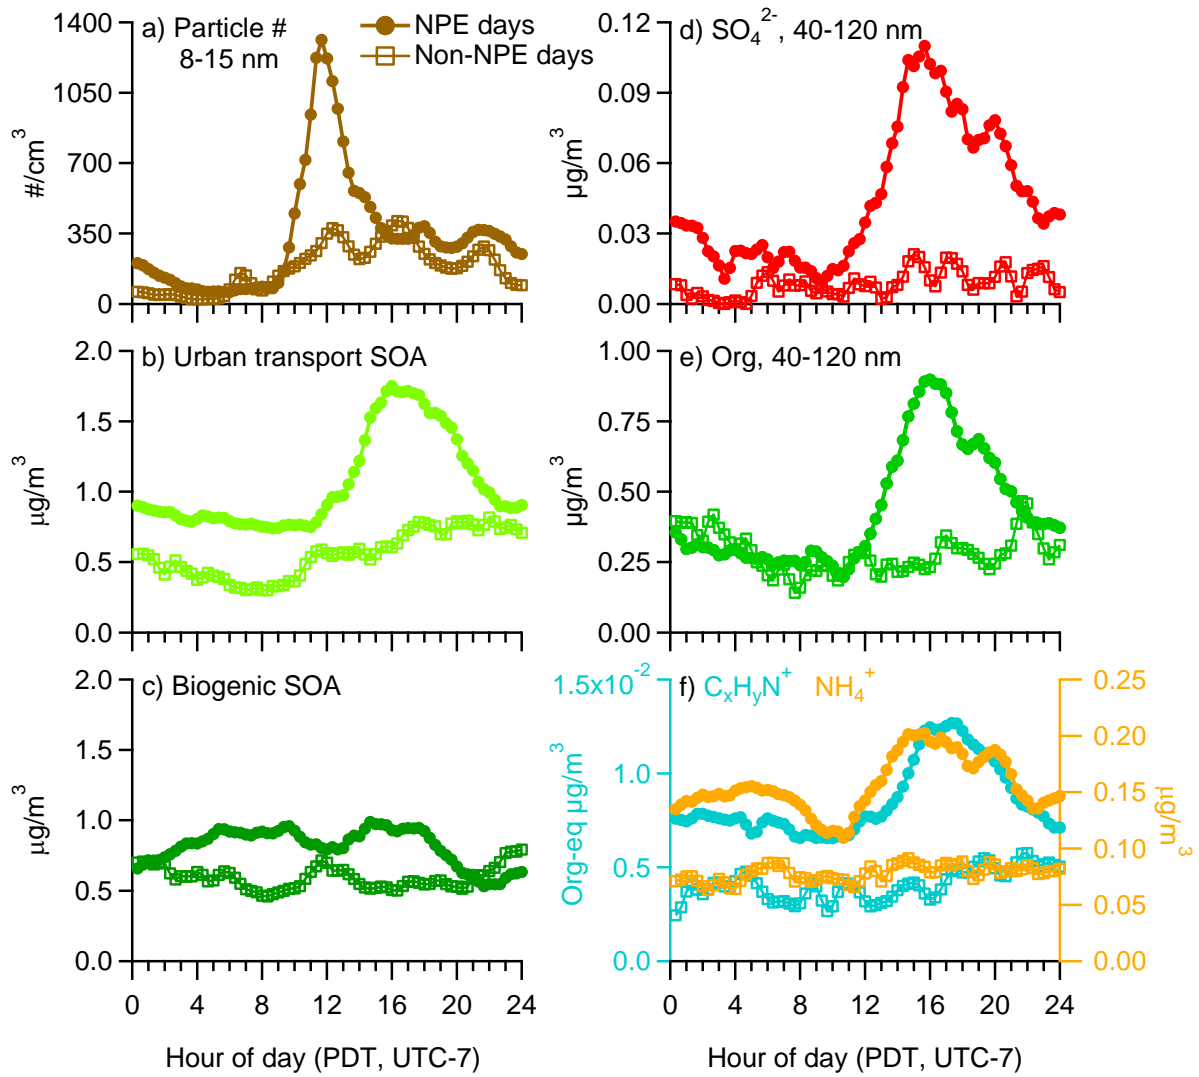 a) Particle #
8-15 nm
NPE days
Non-NPE days
1400
1050
700
350
0
#/cm³
d) SO₄²⁻, 40-120 nm
0.12
0.09
0.06
0.03
0.00
µg/m³
b) Urban transport SOA
2.0
1.5
1.0
0.5
0.0
µg/m³
e) Org, 40-120 nm
1.00
0.75
0.50
0.25
0.00
µg/m³
c) Biogenic SOA
2.0
1.5
1.0
0.5
0.0
µg/m³
0 4 8 12 16 20 24
Hour of day (PDT, UTC-7)
f) CₓHᵧN⁺ NH₄⁺
1.5x10⁻²
1.0
0.5
0.0
Org-eq µg/m³
0.25
0.20
0.15
0.10
0.05
0.00
µg/m³
0 4 8 12 16 20 24
Hour of day (PDT, UTC-7)